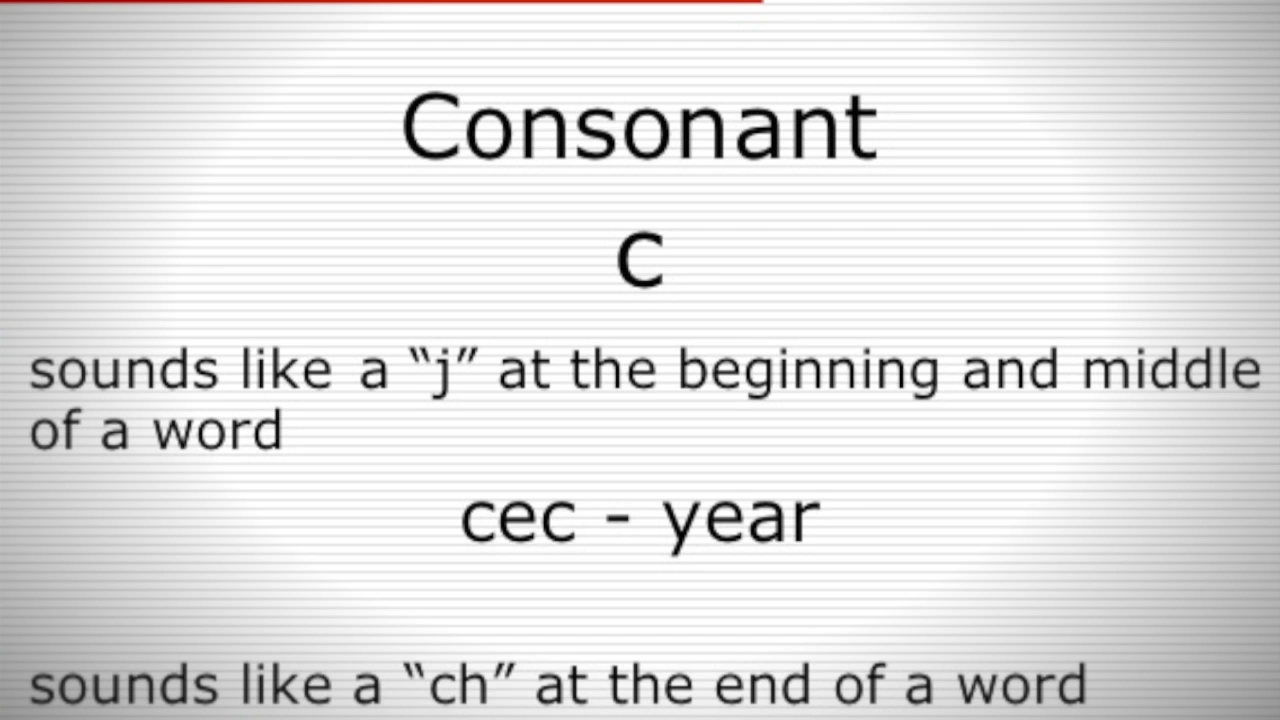 Consonant
c
sounds like a “j” at the beginning and middle
of a word
cec - year
sounds like a “ch” at the end of a word